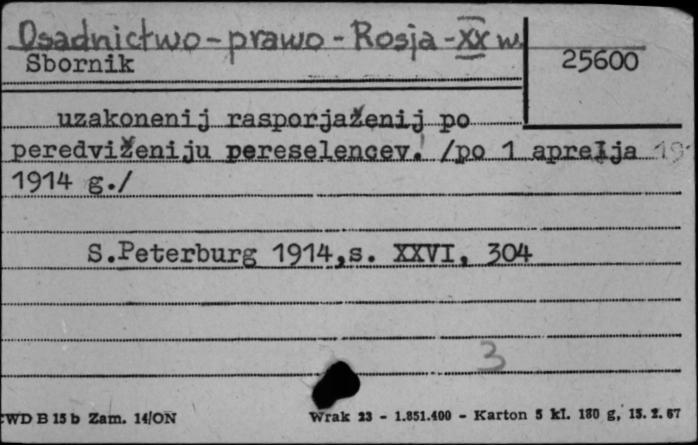 Osadnictwo - prawo - Rosja - XX w.
Sbornik
25600
uzakonenij rasporjaženij po
peredviženiju pereselencev. /po 1 aprelja
1914 g./
S.Peterburg 1914,s. XXVI, 304
3
CWD B 15 b Zam. 14/ON
Wrak 23 - 1.851.400 - Karton 5 kl. 180 g, 15. 2. 67